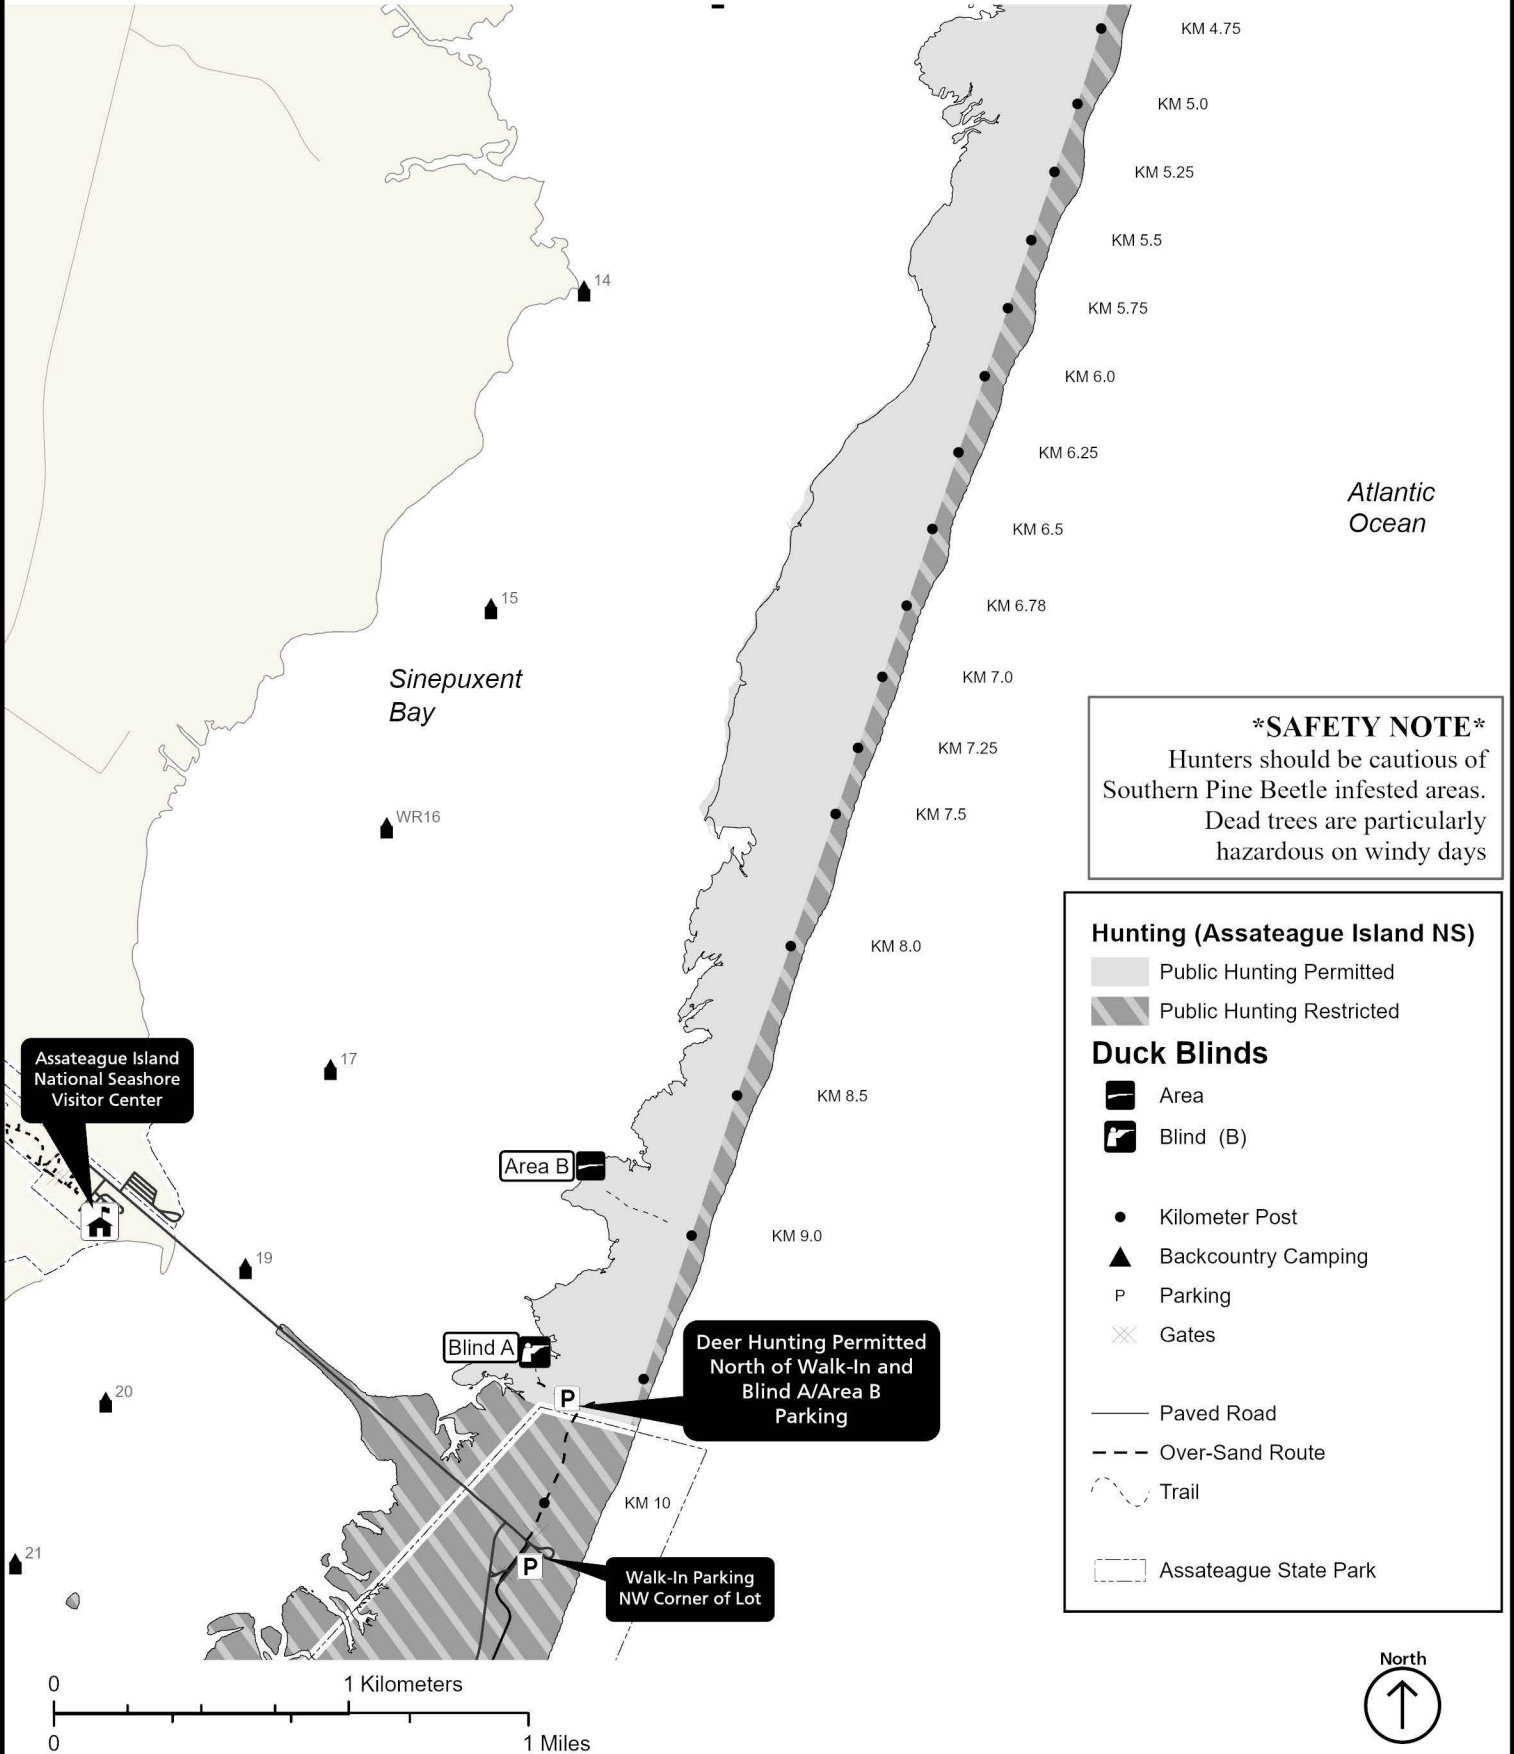 KM 4.75
KM 5.0
KM 5.25
KM 5.5
14
KM 5.75
KM 6.0
KM 6.25
Atlantic
Ocean
KM 6.5
15
KM 6.78
Sinepuxent
Bay
KM 7.0
*SAFETY NOTE*
Hunters should be cautious of
Southern Pine Beetle infested areas.
Dead trees are particularly
hazardous on windy days
KM 7.25
WR16
KM 7.5
KM 8.0
Hunting (Assateague Island NS)
Public Hunting Permitted
Public Hunting Restricted
Duck Blinds
Area
Blind (B)
Kilometer Post
Backcountry Camping
P Parking
Gates
Paved Road
Over-Sand Route
Trail
Assateague State Park
Assateague Island
National Seashore
Visitor Center
17
KM 8.5
Area B
KM 9.0
19
Blind A
Deer Hunting Permitted
North of Walk-In and
Blind A/Area B
Parking
P
20
KM 10
21
P
Walk-In Parking
NW Corner of Lot
North
0 1 Kilometers
0 1 Miles